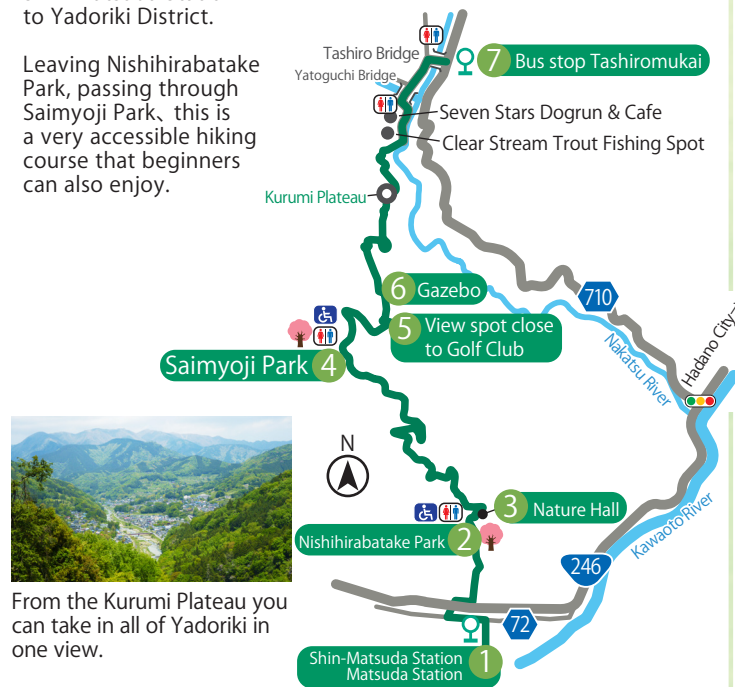 to Yadoriki District.
Leaving Nishihirabatake
Park, passing through
Saimyoji Park、this is
a very accessible hiking
course that beginners
can also enjoy.
Tashiro Bridge
7 Bus stop Tashiromukai
Yatoguchi Bridge
Seven Stars Dogrun & Cafe
Clear Stream Trout Fishing Spot
Kurumi Plateau
6 Gazebo
710
5 View spot close
to Golf Club
Hadano City
Nakatsu River
Saimyoji Park 4
N
3 Nature Hall
Nishihirabatake Park 2
Kawaoto River
246
72
From the Kurumi Plateau you
can take in all of Yadoriki in
one view.
Shin-Matsuda Station
Matsuda Station 1